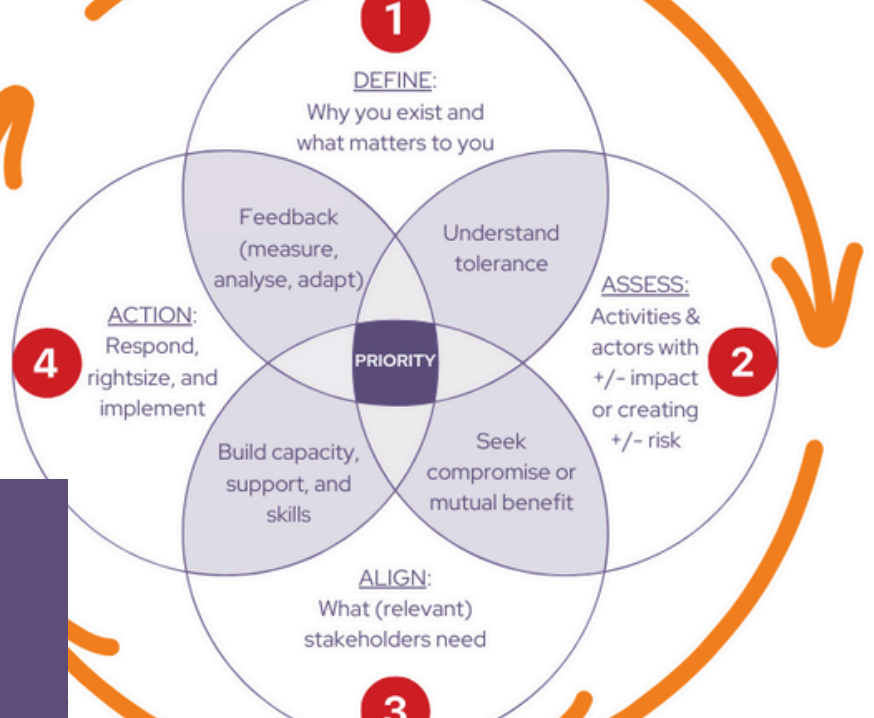 1
DEFINE:
Why you exist and
what matters to you
Feedback
(measure,
analyse, adapt)
Understand
tolerance
ASSESS:
Activities &
actors with
+/- impact
or creating
+/- risk
2
ACTION:
Respond,
rightsize, and
implement
4
PRIORITY
Build capacity,
support, and
skills
Seek
compromise or
mutual benefit
ALIGN:
What (relevant)
stakeholders need
3